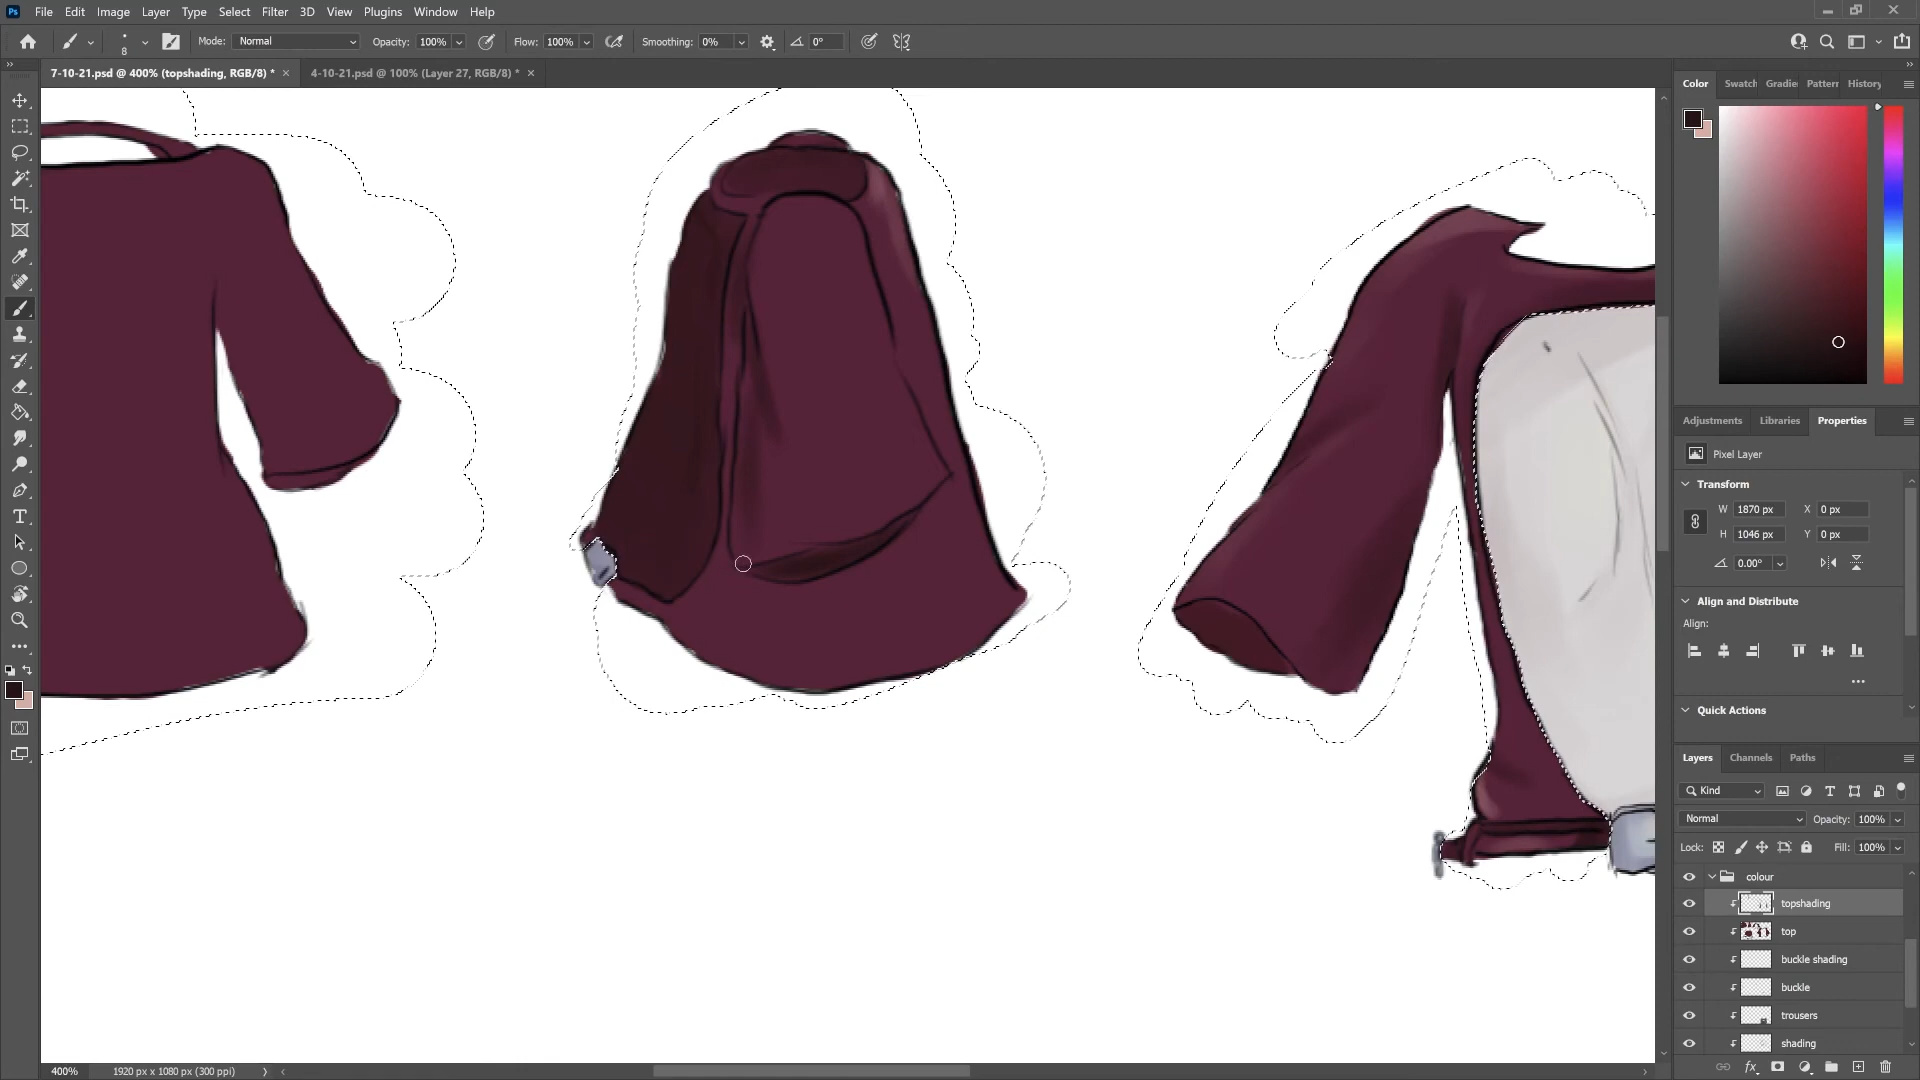 Ps File Edit Image Layer Type Select Filter 3D View Plugins Window Help
8 Mode: Normal Opacity: 100% Flow: 100% Smoothing: 0% 0°
7-10-21.psd @ 400% (topshading, RGB/8) * × 4-10-21.psd @ 100% (Layer 27, RGB/8) * ×
Color Swatch Gradie Pattern History
Adjustments Libraries Properties
Pixel Layer
Transform
W 1870 px X 0 px
H 1046 px Y 0 px
0.00°
Align and Distribute
Align:
Quick Actions
Layers Channels Paths
Kind
Normal Opacity: 100%
Lock: Fill: 100%
colour
topshading
top
buckle shading
buckle
trousers
shading
400% 1920 px x 1080 px (300 ppi)